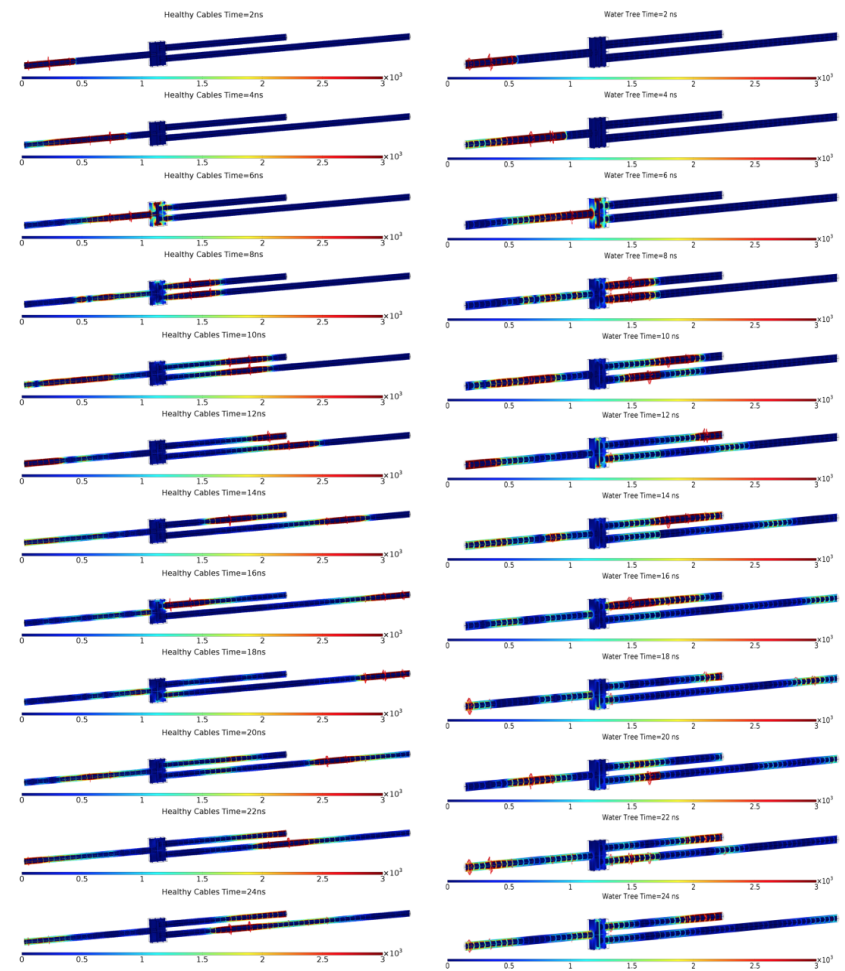 Healthy Cables Time=2ns
×10³
0 0.5 1 1.5 2 2.5 3
Healthy Cables Time=4ns
×10³
0 0.5 1 1.5 2 2.5 3
Healthy Cables Time=6ns
×10³
0 0.5 1 1.5 2 2.5 3
Healthy Cables Time=8ns
×10³
0 0.5 1 1.5 2 2.5 3
Healthy Cables Time=10ns
×10³
0 0.5 1 1.5 2 2.5 3
Healthy Cables Time=12ns
×10³
0 0.5 1 1.5 2 2.5 3
Healthy Cables Time=14ns
×10³
0 0.5 1 1.5 2 2.5 3
Healthy Cables Time=16ns
×10³
0 0.5 1 1.5 2 2.5 3
Healthy Cables Time=18ns
×10³
0 0.5 1 1.5 2 2.5 3
Healthy Cables Time=20ns
×10³
0 0.5 1 1.5 2 2.5 3
Healthy Cables Time=22ns
×10³
0 0.5 1 1.5 2 2.5 3
Healthy Cables Time=24ns
×10³
0 0.5 1 1.5 2 2.5 3
Water Tree Time=2 ns
×10³
0 0.5 1 1.5 2 2.5 3
Water Tree Time=4 ns
×10³
0 0.5 1 1.5 2 2.5 3
Water Tree Time=6 ns
×10³
0 0.5 1 1.5 2 2.5 3
Water Tree Time=8 ns
×10³
0 0.5 1 1.5 2 2.5 3
Water Tree Time=10 ns
×10³
0 0.5 1 1.5 2 2.5 3
Water Tree Time=12 ns
×10³
0 0.5 1 1.5 2 2.5 3
Water Tree Time=14 ns
×10³
0 0.5 1 1.5 2 2.5 3
Water Tree Time=16 ns
×10³
0 0.5 1 1.5 2 2.5 3
Water Tree Time=18 ns
×10³
0 0.5 1 1.5 2 2.5 3
Water Tree Time=20 ns
×10³
0 0.5 1 1.5 2 2.5 3
Water Tree Time=22 ns
×10³
0 0.5 1 1.5 2 2.5 3
Water Tree Time=24 ns
×10³
0 0.5 1 1.5 2 2.5 3